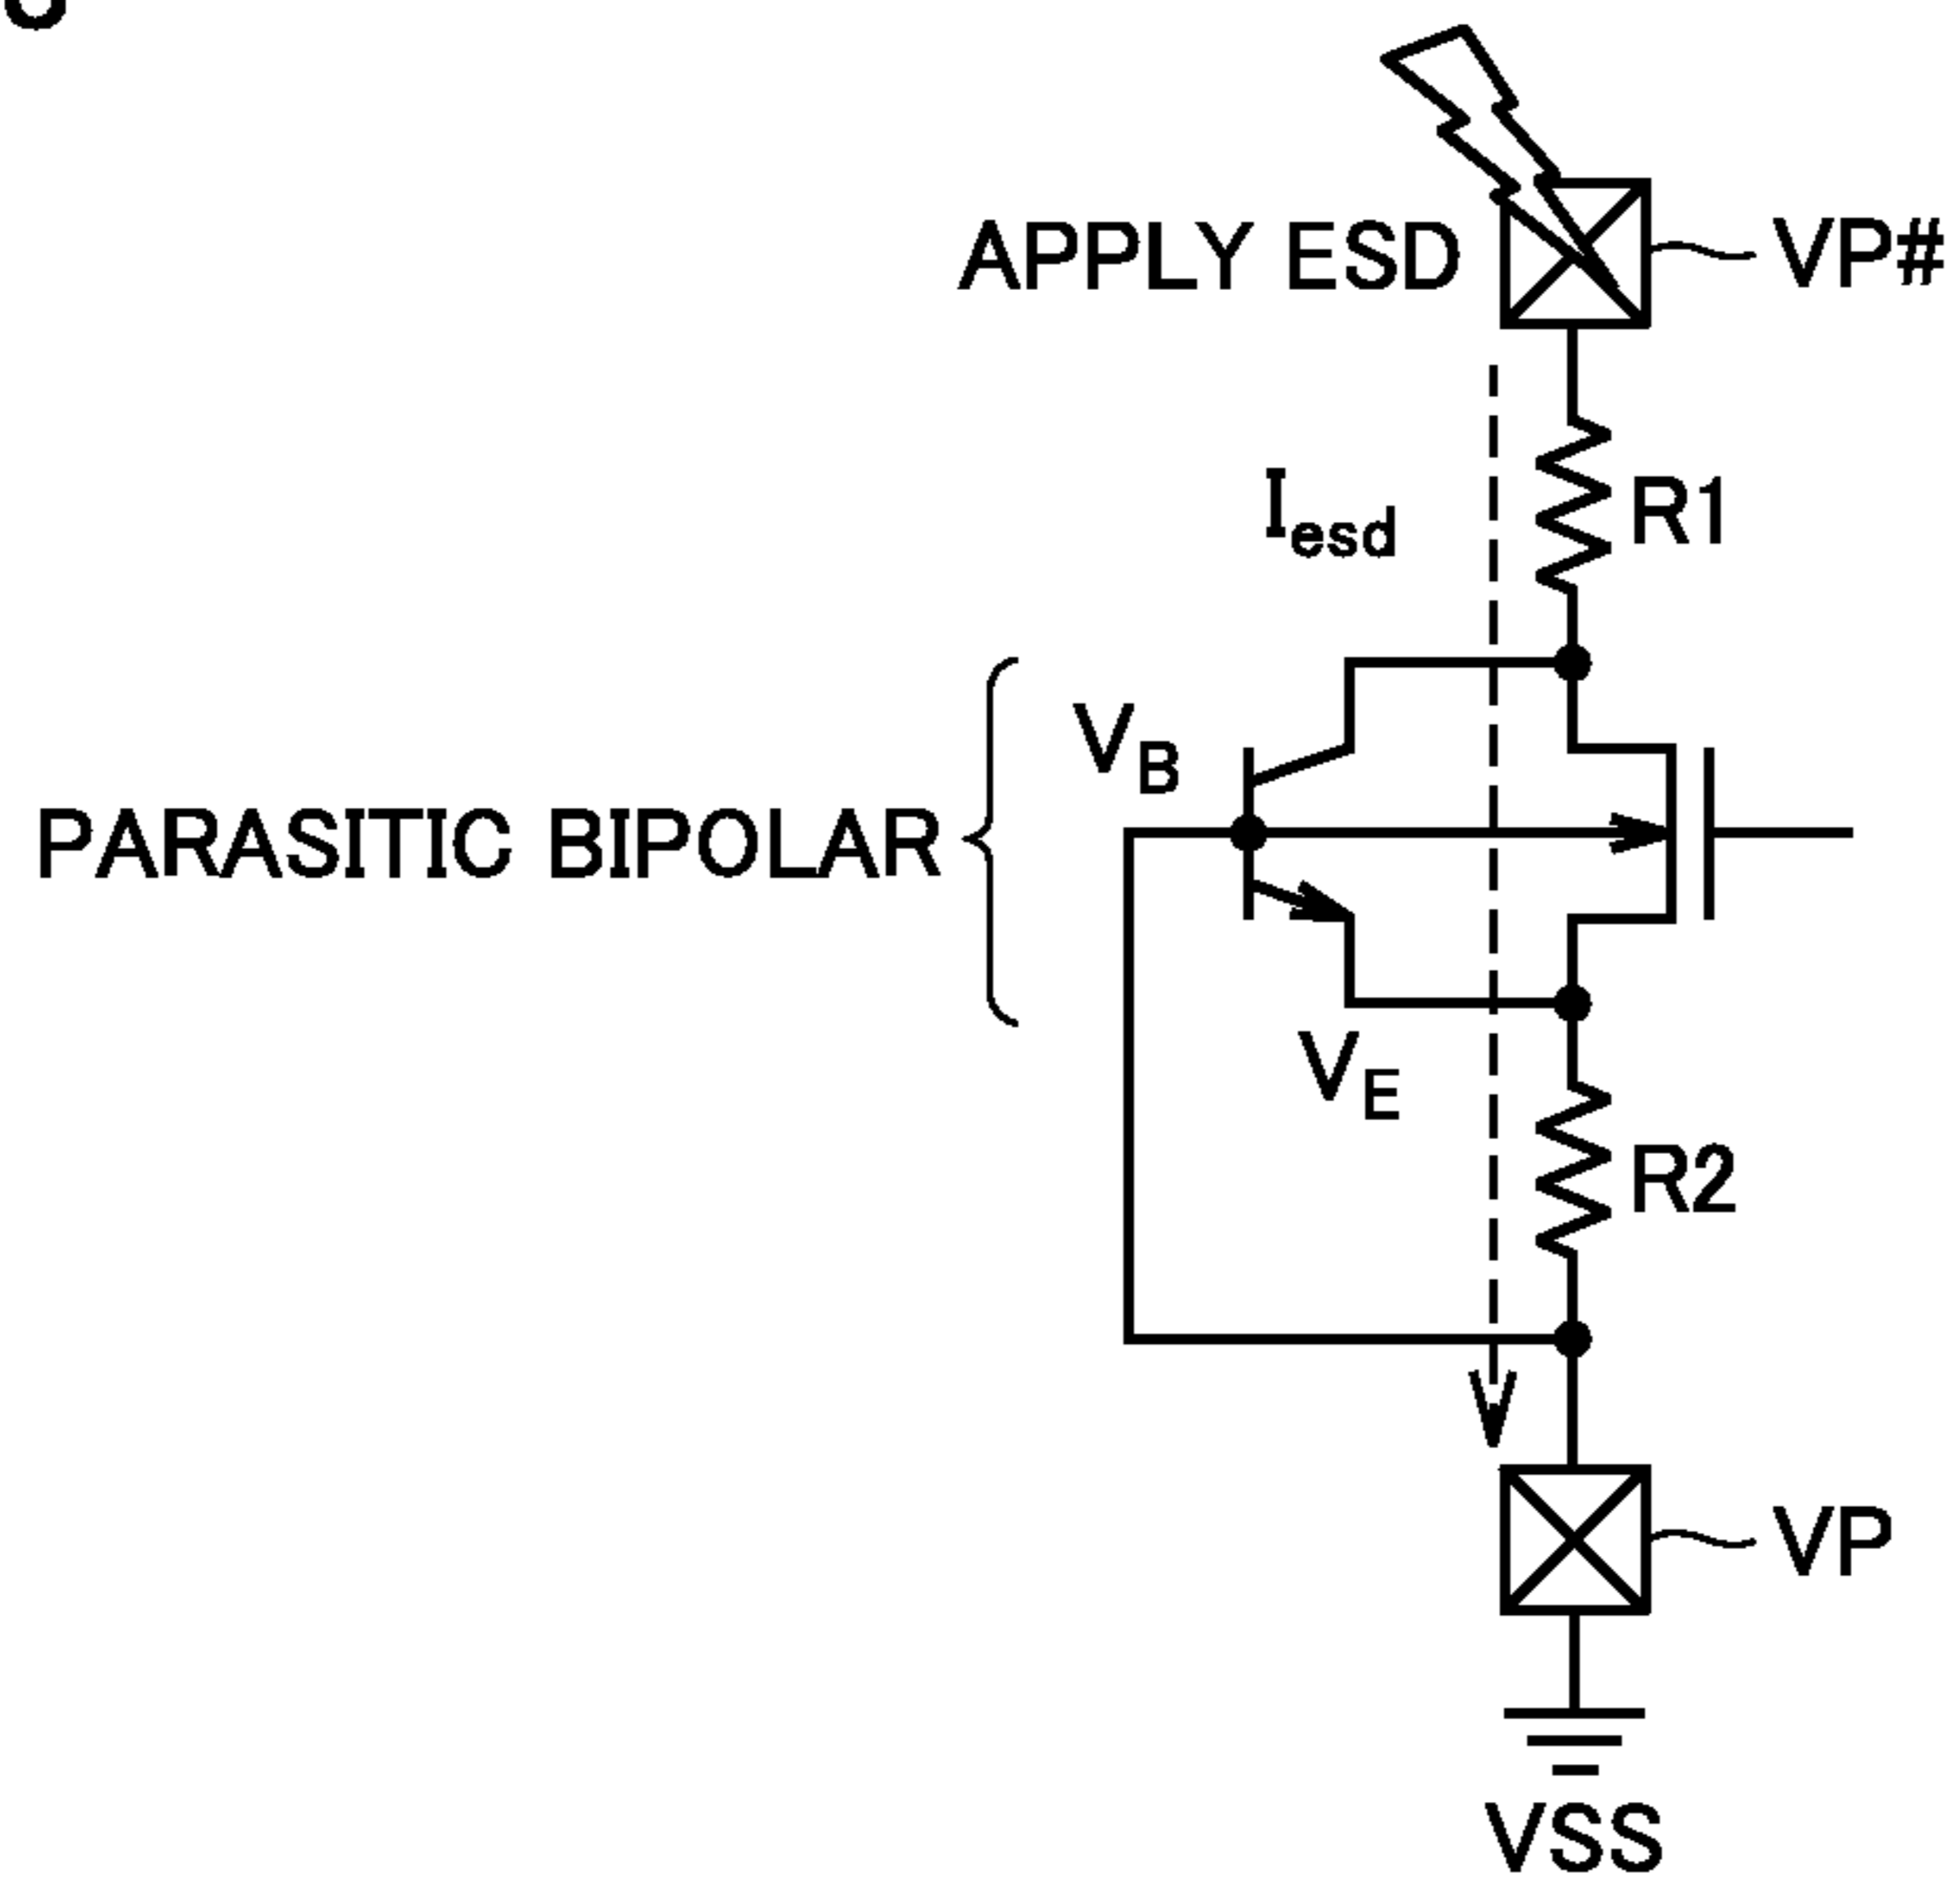 APPLY ESD
VP#
Iesd
R1
VB
PARASITIC BIPOLAR
VE
R2
VP
VSS